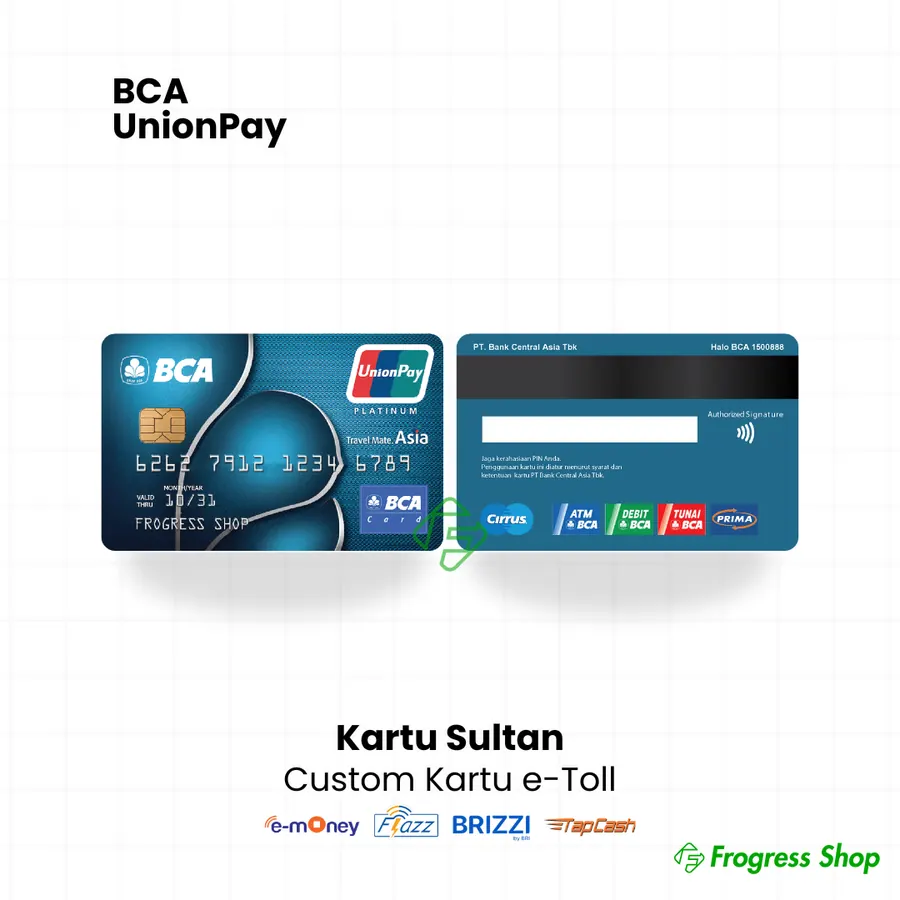 BCA
UnionPay
BCA
UnionPay
PLATINUM
Travel Mate. Asia
6262 7912 1234 6789
MONTH/YEAR
VALID THRU 10/31
FROGRESS SHOP
BCA
Card
PT. Bank Central Asia Tbk
Halo BCA 1500888
Authorized Signature
Jaga kerahasiaan PIN Anda.
Penggunaan kartu ini diatur menurut syarat dan
ketentuan kartu PT Bank Central Asia Tbk.
Cirrus
ATM BCA
DEBIT BCA
TUNAI BCA
PRIMA
Kartu Sultan
Custom Kartu e-Toll
e-money
Flazz
BRIZZI
by BRI
TapCash
Frogress Shop